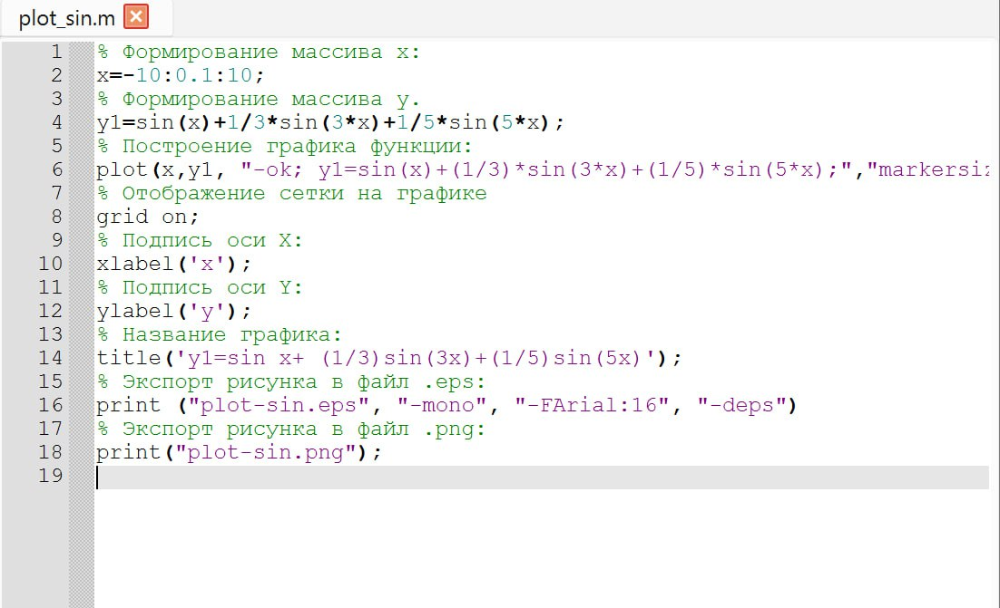 plot_sin.m
1 % Формирование массива x:
2 x=-10:0.1:10;
3 % Формирование массива y.
4 y1=sin(x)+1/3*sin(3*x)+1/5*sin(5*x);
5 % Построение графика функции:
6 plot(x,y1, "-ok; y1=sin(x)+(1/3)*sin(3*x)+(1/5)*sin(5*x);","markersiz
7 % Отображение сетки на графике
8 grid on;
9 % Подпись оси X:
10 xlabel('x');
11 % Подпись оси Y:
12 ylabel('y');
13 % Название графика:
14 title('y1=sin x+ (1/3)sin(3x)+(1/5)sin(5x)');
15 % Экспорт рисунка в файл .eps:
16 print ("plot-sin.eps", "-mono", "-FArial:16", "-deps")
17 % Экспорт рисунка в файл .png:
18 print("plot-sin.png");
19